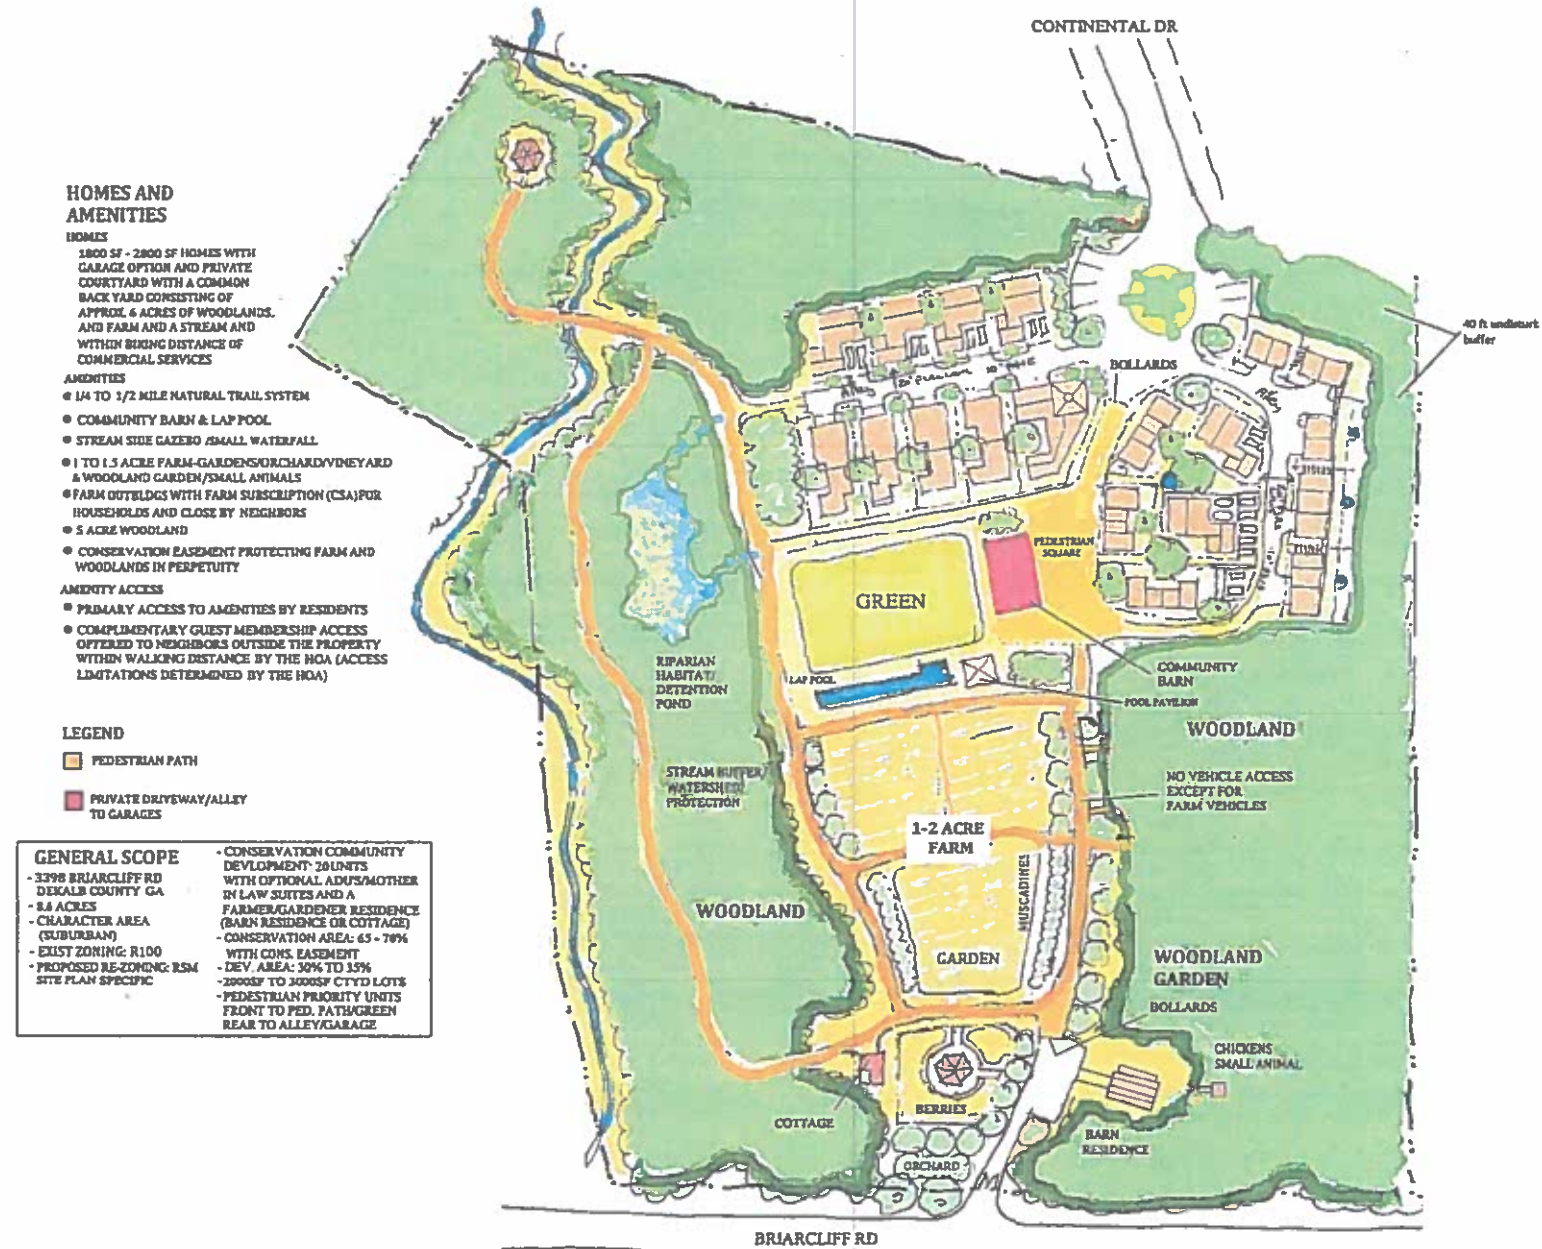 CONTINENTAL DR
HOMES AND
AMENITIES
HOMES
1800 SF - 2800 SF HOMES WITH
GARAGE OPTION AND PRIVATE
COURTYARD WITH A COMMON
BACK YARD CONSISTING OF
APPROX. 6 ACRES OF WOODLANDS,
AND FARM AND A STREAM AND
WITHIN BIKING DISTANCE OF
COMMERCIAL SERVICES
AMENITIES
● 1/4 TO 1/2 MILE NATURAL TRAIL SYSTEM
● COMMUNITY BARN & LAP POOL
● STREAM SIDE GAZEBO /SMALL WATERFALL
● 1 TO 1.5 ACRE FARM-GARDENS/ORCHARD/VINEYARD
& WOODLAND GARDEN/SMALL ANIMALS
● FARM OUTBLDGS WITH FARM SUBSCRIPTION (CSA)FOR
HOUSEHOLDS AND CLOSE BY NEIGHBORS
● 5 ACRE WOODLAND
● CONSERVATION EASEMENT PROTECTING FARM AND
WOODLANDS IN PERPETUITY
AMENITY ACCESS
● PRIMARY ACCESS TO AMENITIES BY RESIDENTS
● COMPLIMENTARY GUEST MEMBERSHIP ACCESS
OFFERED TO NEIGHBORS OUTSIDE THE PROPERTY
WITHIN WALKING DISTANCE BY THE HOA (ACCESS
LIMITATIONS DETERMINED BY THE HOA)
LEGEND
PEDESTRIAN PATH
PRIVATE DRIVEWAY/ALLEY
TO GARAGES
GENERAL SCOPE
- 3398 BRIARCLIFF RD
DEKALB COUNTY GA
- 8.6 ACRES
- CHARACTER AREA
(SUBURBAN)
- EXIST ZONING: R100
- PROPOSED RE-ZONING: RSM
SITE PLAN SPECIFIC
- CONSERVATION COMMUNITY
DEVLOPMENT- 20UNITS
WITH OPTIONAL ADU'S/MOTHER
IN LAW SUITES AND A
FARMER/GARDENER RESIDENCE
(BARN RESIDENCE OR COTTAGE)
- CONSERVATION AREA: 65 - 70%
WITH CONS. EASEMENT
- DEV. AREA: 30% TO 35%
-2000SF TO 3000SF CTYD LOTS
- PEDESTRIAN PRIORITY UNITS
FRONT TO PED. PATH/GREEN
REAR TO ALLEY/GARAGE
40 ft undisturt
buffer
BOLLARDS
Alley
PEDESTRIAN
SQUARE
GREEN
COMMUNITY
BARN
LAP POOL
POOL PAVILION
RIPARIAN
HABITAT/
DETENTION
POND
STREAM BUFFER/
WATERSHED
PROTECTION
WOODLAND
NO VEHICLE ACCESS
EXCEPT FOR
FARM VEHICLES
1-2 ACRE
FARM
MUSCADINES
WOODLAND
GARDEN
WOODLAND
GARDEN
BOLLARDS
CHICKENS
SMALL ANIMAL
BERRIES
COTTAGE
BARN
RESIDENCE
ORCHARD
BRIARCLIFF RD